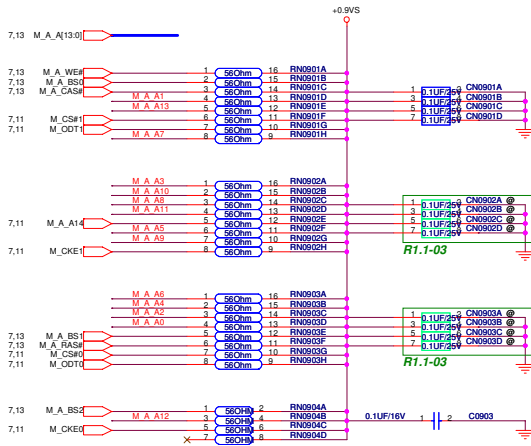 +0.9VS
7,13 M_A_A[13:0]
7,13 M_A_WE# 1 56Ohm 16 RN0901A
7,13 M_A_BS0 2 56Ohm 15 RN0901B
7,13 M_A_CAS# 3 56Ohm 14 RN0901C 1 0.1UF/25V CN0901A
M_A_A1 4 56Ohm 13 RN0901D 3 0.1UF/25V CN0901B
M_A_A13 5 56Ohm 12 RN0901E 5 0.1UF/25V CN0901C
7,11 M_CS#1 6 56Ohm 11 RN0901F 7 0.1UF/25V CN0901D
7,11 M_ODT1 7 56Ohm 10 RN0901G
M_A_A7 8 56Ohm 9 RN0901H
M_A_A3 1 56Ohm 16 RN0902A
M_A_A10 2 56Ohm 15 RN0902B
M_A_A8 3 56Ohm 14 RN0902C 1 0.1UF/25V CN0902A @
M_A_A11 4 56Ohm 13 RN0902D 3 0.1UF/25V CN0902B @
7,11 M_A_A14 5 56Ohm 12 RN0902E 5 0.1UF/25V CN0902C @
M_A_A5 6 56Ohm 11 RN0902F 7 0.1UF/25V CN0902D @
M_A_A9 7 56Ohm 10 RN0902G
7,11 M_CKE1 8 56Ohm 9 RN0902H
R1.1-03
M_A_A6 1 56Ohm 16 RN0903A
M_A_A4 2 56Ohm 15 RN0903B
M_A_A2 3 56Ohm 14 RN0903C 1 0.1UF/25V CN0903A @
M_A_A0 4 56Ohm 13 RN0903D 3 0.1UF/25V CN0903B @
7,13 M_A_BS1 5 56Ohm 12 RN0903E 5 0.1UF/25V CN0903C @
7,13 M_A_RAS# 6 56Ohm 11 RN0903F 7 0.1UF/25V CN0903D @
7,11 M_CS#0 7 56Ohm 10 RN0903G
7,11 M_ODT0 8 56Ohm 9 RN0903H
R1.1-03
7,13 M_A_BS2 1 56OHM 2 RN0904A
M_A_A12 3 56OHM 4 RN0904B 0.1UF/16V 1 2 C0903
7,11 M_CKE0 5 56OHM 6 RN0904C
7 56OHM 8 RN0904D